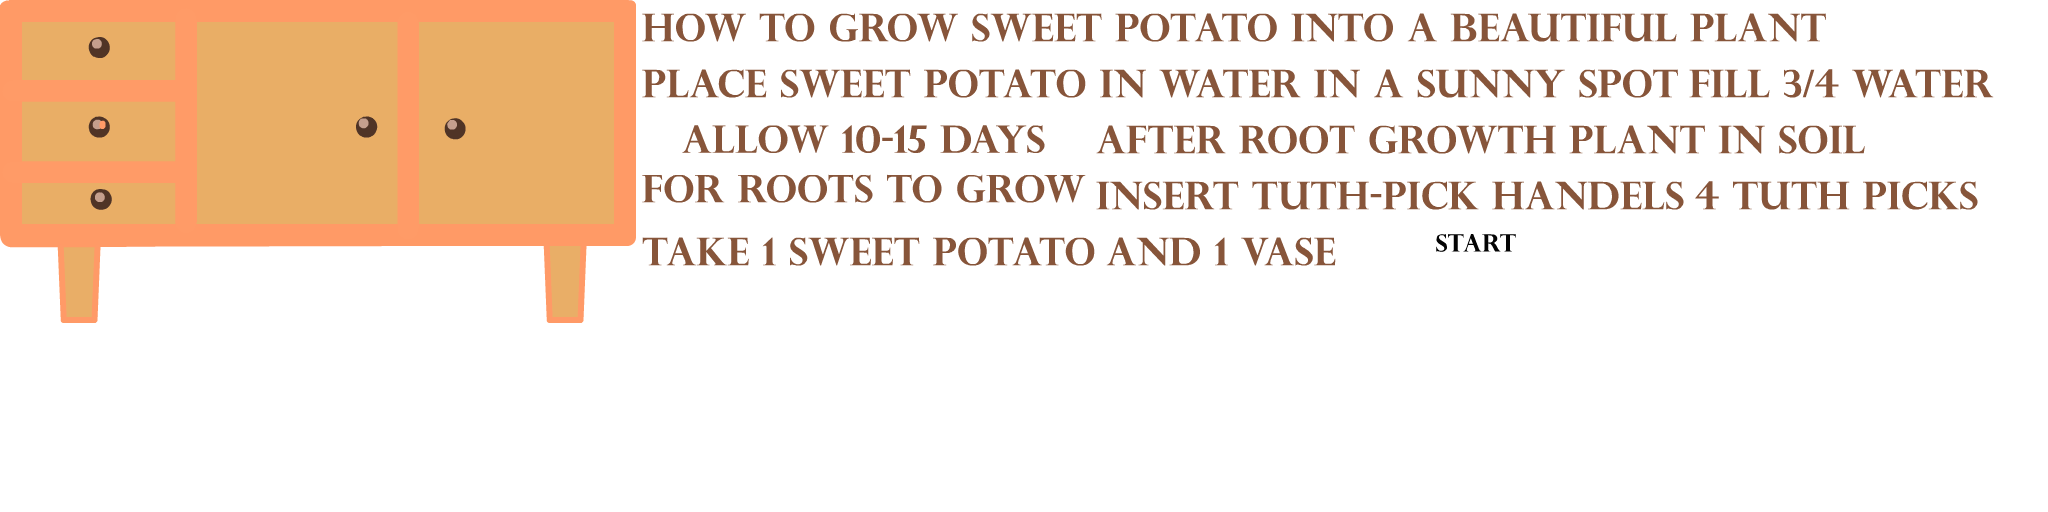 HOW TO GROW SWEET POTATO INTO A BEAUTIFUL PLANT
PLACE SWEET POTATO IN WATER IN A SUNNY SPOT FILL 3/4 WATER
ALLOW 10-15 DAYS
FOR ROOTS TO GROW
AFTER ROOT GROWTH PLANT IN SOIL
INSERT TUTH-PICK HANDELS 4 TUTH PICKS
TAKE 1 SWEET POTATO AND 1 VASE
START